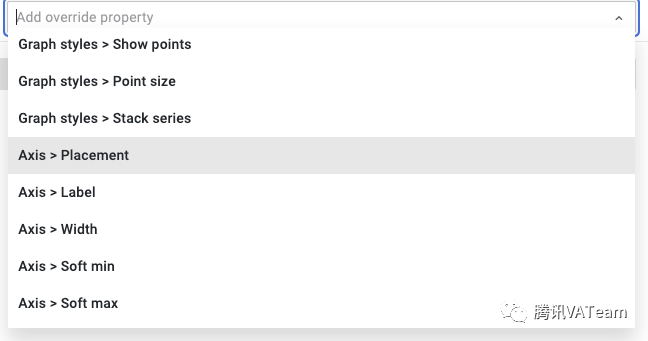 Add override property
Graph styles > Show points
Graph styles > Point size
Graph styles > Stack series
Axis > Placement
Axis > Label
Axis > Width
Axis > Soft min
Axis > Soft max
腾讯VATeam